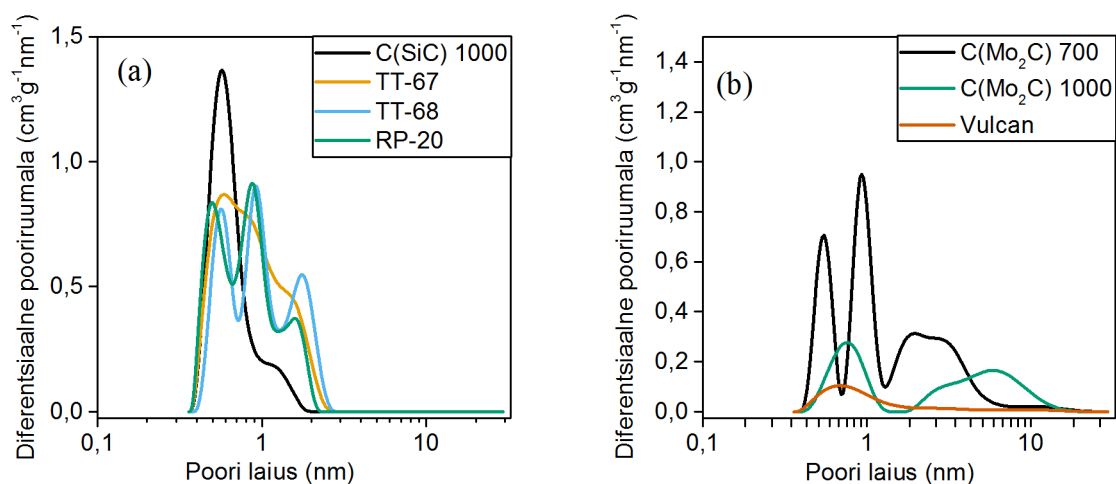 (a)
C(SiC) 1000
TT-67
TT-68
RP-20
Diferentsiaalne pooriruumala (cm³g⁻¹nm⁻¹)
1,5
1,0
0,5
0,0
0,1
1
10
Poori laius (nm)
(b)
C(Mo₂C) 700
C(Mo₂C) 1000
Vulcan
Diferentsiaalne pooriruumala (cm³g⁻¹nm⁻¹)
1,4
1,2
1,0
0,8
0,6
0,4
0,2
0,0
0,1
1
10
Poori laius (nm)